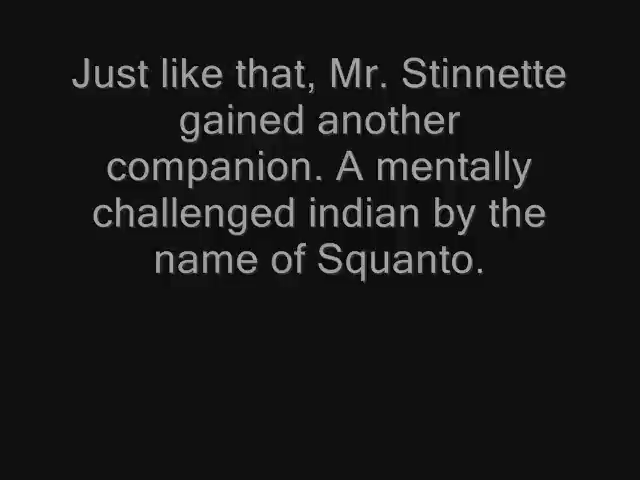 Just like that, Mr. Stinnette
gained another
companion. A mentally
challenged indian by the
name of Squanto.